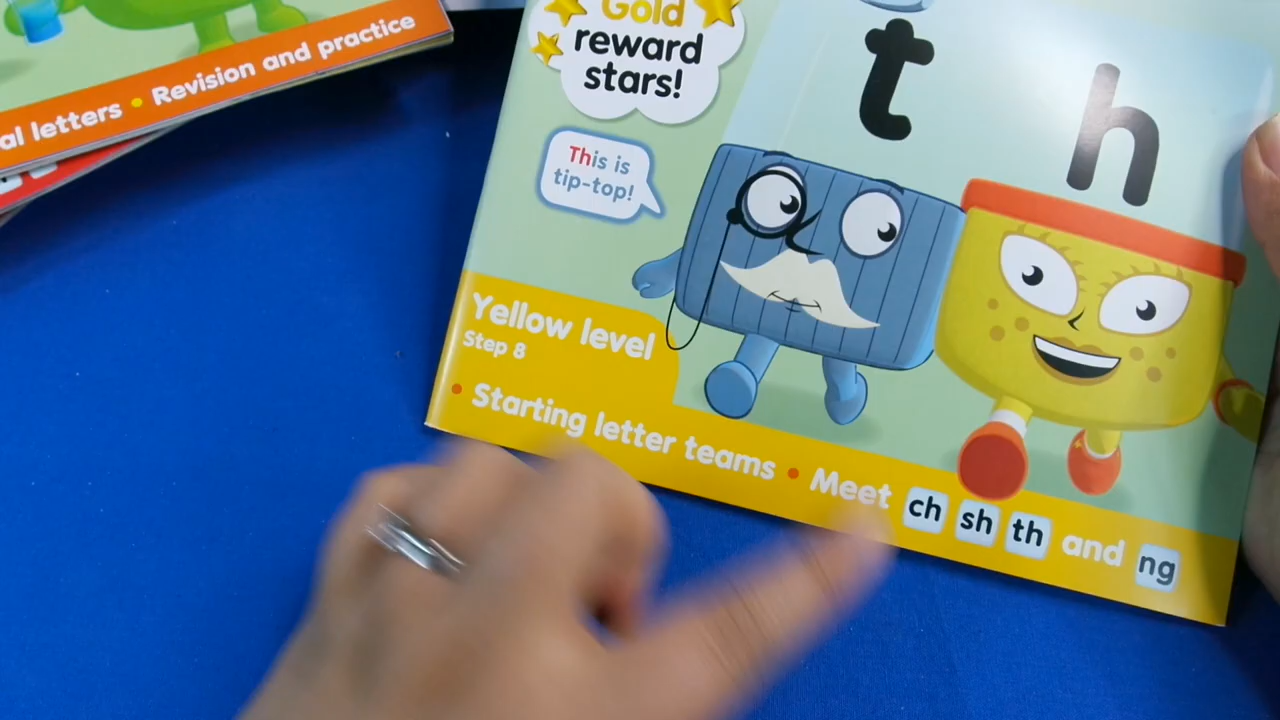 al letters • Revision and practice
Gold
reward
stars!
t h
This is
tip-top!
Yellow level
Step 8
• Starting letter teams • Meet ch sh th and ng